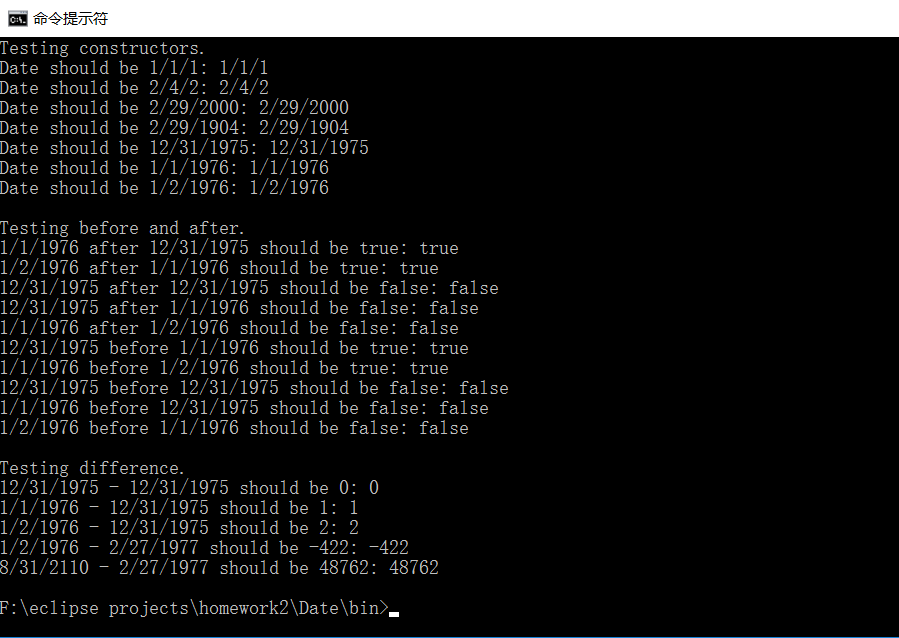 命令提示符
Testing constructors.
Date should be 1/1/1: 1/1/1
Date should be 2/4/2: 2/4/2
Date should be 2/29/2000: 2/29/2000
Date should be 2/29/1904: 2/29/1904
Date should be 12/31/1975: 12/31/1975
Date should be 1/1/1976: 1/1/1976
Date should be 1/2/1976: 1/2/1976
Testing before and after.
1/1/1976 after 12/31/1975 should be true: true
1/2/1976 after 1/1/1976 should be true: true
12/31/1975 after 12/31/1975 should be false: false
12/31/1975 after 1/1/1976 should be false: false
1/1/1976 after 1/2/1976 should be false: false
12/31/1975 before 1/1/1976 should be true: true
1/1/1976 before 1/2/1976 should be true: true
12/31/1975 before 12/31/1975 should be false: false
1/1/1976 before 12/31/1975 should be false: false
1/2/1976 before 1/1/1976 should be false: false
Testing difference.
12/31/1975 - 12/31/1975 should be 0: 0
1/1/1976 - 12/31/1975 should be 1: 1
1/2/1976 - 12/31/1975 should be 2: 2
1/2/1976 - 2/27/1977 should be -422: -422
8/31/2110 - 2/27/1977 should be 48762: 48762
F:\eclipse projects\homework2\Date\bin>